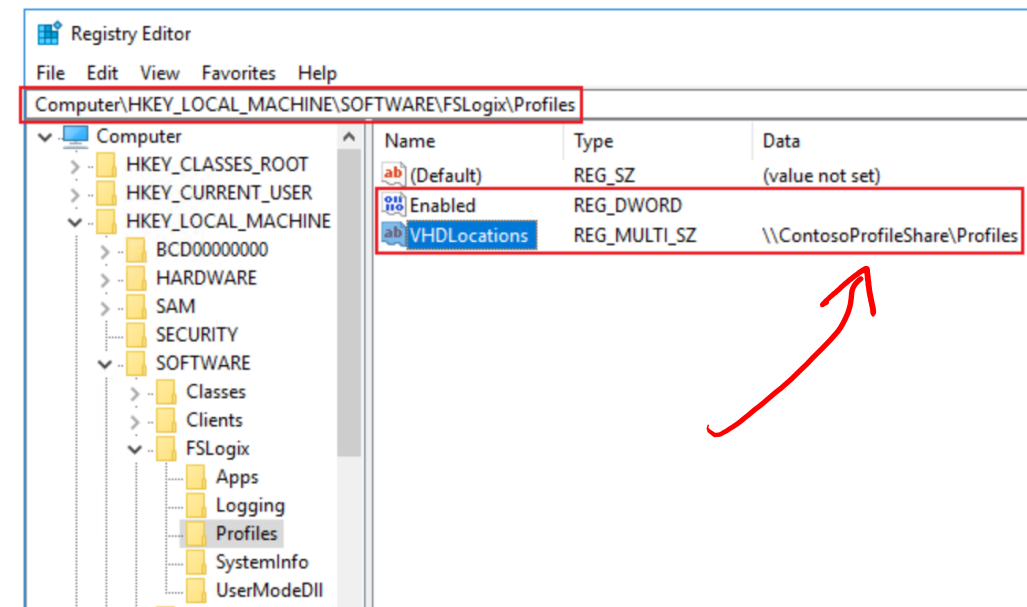 Registry Editor
File Edit View Favorites Help
Computer\HKEY_LOCAL_MACHINE\SOFTWARE\FSLogix\Profiles
Computer
HKEY_CLASSES_ROOT
HKEY_CURRENT_USER
HKEY_LOCAL_MACHINE
BCD00000000
HARDWARE
SAM
SECURITY
SOFTWARE
Classes
Clients
FSLogix
Apps
Logging
Profiles
SystemInfo
UserModeDll
Name Type Data
(Default) REG_SZ (value not set)
Enabled REG_DWORD
VHDLocations REG_MULTI_SZ \\ContosoProfileShare\Profiles